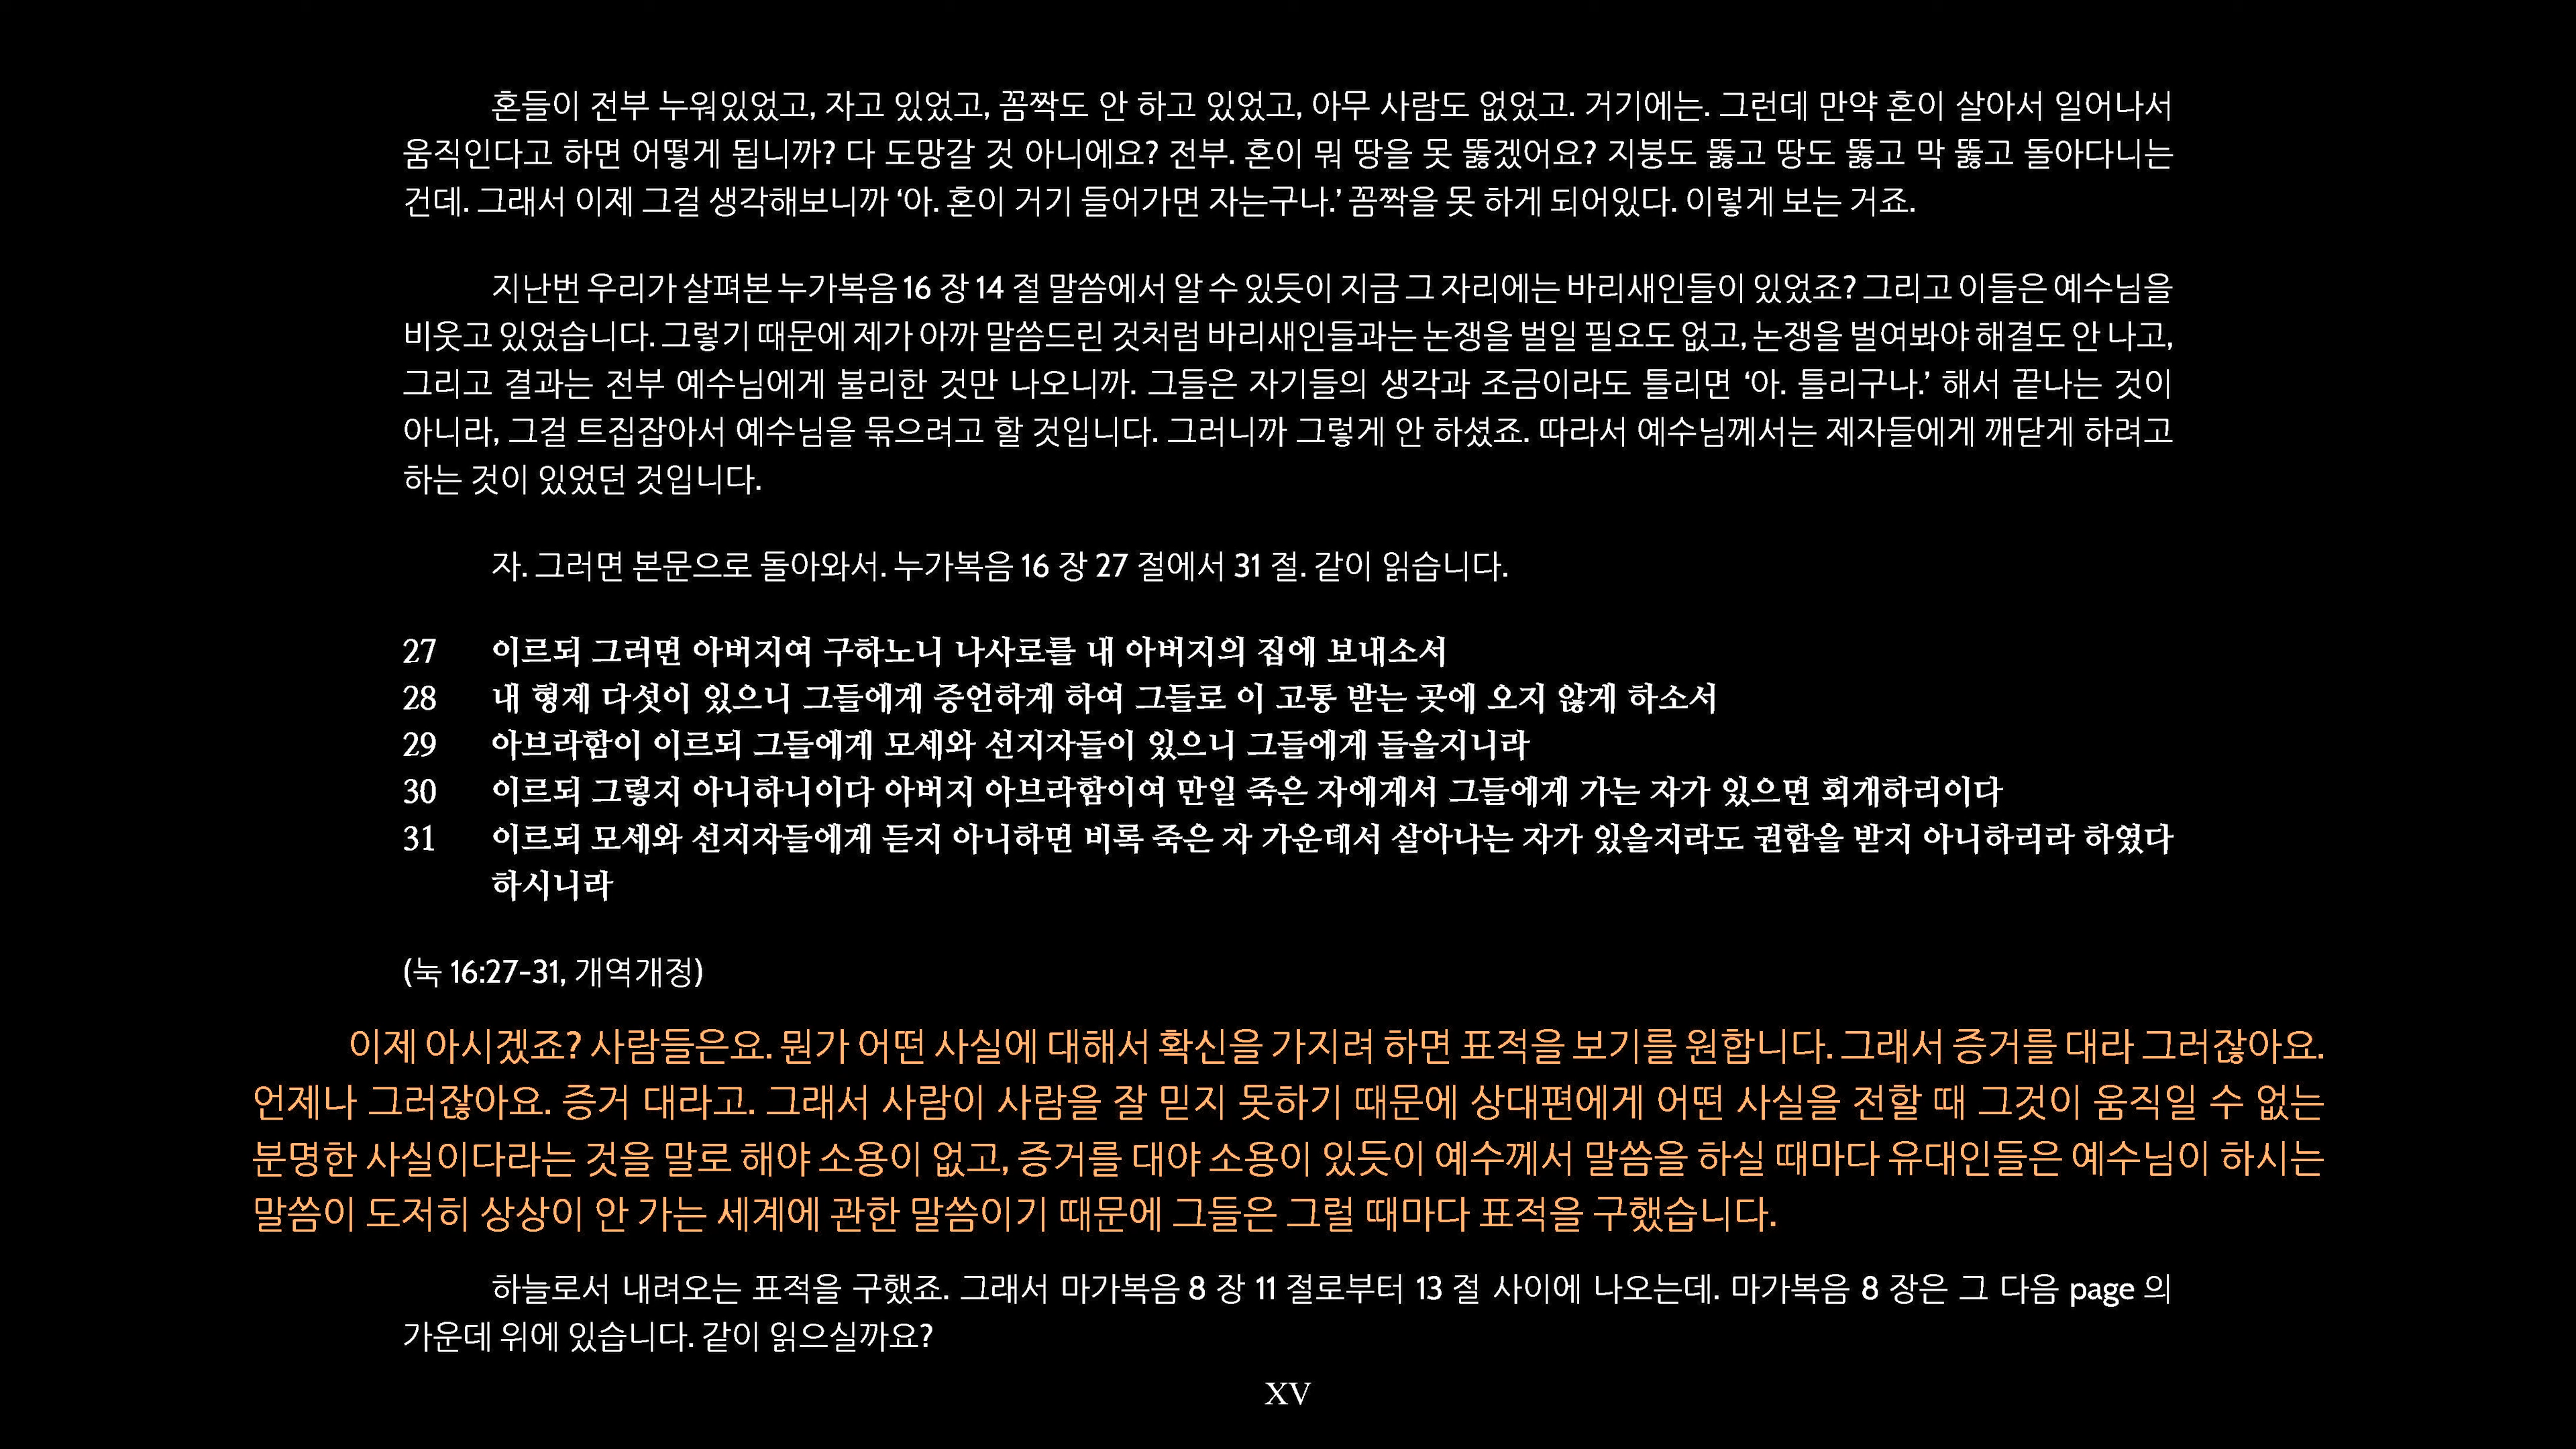 혼들이 전부 누워있었고, 자고 있었고, 꼼짝도 안 하고 있었고, 아무 사람도 없었고. 거기에는. 그런데 만약 혼이 살아서 일어나서
움직인다고 하면 어떻게 됩니까? 다 도망갈 것 아니에요? 전부. 혼이 뭐 땅을 못 뚫겠어요? 지붕도 뚫고 땅도 뚫고 막 뚫고 돌아다니는
건데. 그래서 이제 그걸 생각해보니까 ‘아. 혼이 거기 들어가면 자는구나.’ 꼼짝을 못 하게 되어있다. 이렇게 보는 거죠.
지난번 우리가 살펴본 누가복음 16 장 14 절 말씀에서 알 수 있듯이 지금 그 자리에는 바리새인들이 있었죠? 그리고 이들은 예수님을
비웃고 있었습니다. 그렇기 때문에 제가 아까 말씀드린 것처럼 바리새인들과는 논쟁을 벌일 필요도 없고, 논쟁을 벌여봐야 해결도 안 나고,
그리고 결과는 전부 예수님에게 불리한 것만 나오니까. 그들은 자기들의 생각과 조금이라도 틀리면 ‘아. 틀리구나.’ 해서 끝나는 것이
아니라, 그걸 트집잡아서 예수님을 묶으려고 할 것입니다. 그러니까 그렇게 안 하셨죠. 따라서 예수님께서는 제자들에게 깨닫게 하려고
하는 것이 있었던 것입니다.
자. 그러면 본문으로 돌아와서. 누가복음 16 장 27 절에서 31 절. 같이 읽습니다.
27 이르되 그러면 아버지여 구하노니 나사로를 내 아버지의 집에 보내소서
28 내 형제 다섯이 있으니 그들에게 증언하게 하여 그들로 이 고통 받는 곳에 오지 않게 하소서
29 아브라함이 이르되 그들에게 모세와 선지자들이 있으니 그들에게 들을지니라
30 이르되 그렇지 아니하니이다 아버지 아브라함이여 만일 죽은 자에게서 그들에게 가는 자가 있으면 회개하리이다
31 이르되 모세와 선지자들에게 듣지 아니하면 비록 죽은 자 가운데서 살아나는 자가 있을지라도 권함을 받지 아니하리라 하였다
하시니라
(눅 16:27-31, 개역개정)
이제 아시겠죠? 사람들은요. 뭔가 어떤 사실에 대해서 확신을 가지려 하면 표적을 보기를 원합니다. 그래서 증거를 대라 그러잖아요.
언제나 그러잖아요. 증거 대라고. 그래서 사람이 사람을 잘 믿지 못하기 때문에 상대편에게 어떤 사실을 전할 때 그것이 움직일 수 없는
분명한 사실이다라는 것을 말로 해야 소용이 없고, 증거를 대야 소용이 있듯이 예수께서 말씀을 하실 때마다 유대인들은 예수님이 하시는
말씀이 도저히 상상이 안 가는 세계에 관한 말씀이기 때문에 그들은 그럴 때마다 표적을 구했습니다.
하늘로서 내려오는 표적을 구했죠. 그래서 마가복음 8 장 11 절로부터 13 절 사이에 나오는데. 마가복음 8 장은 그 다음 page 의
가운데 위에 있습니다. 같이 읽으실까요?
XV